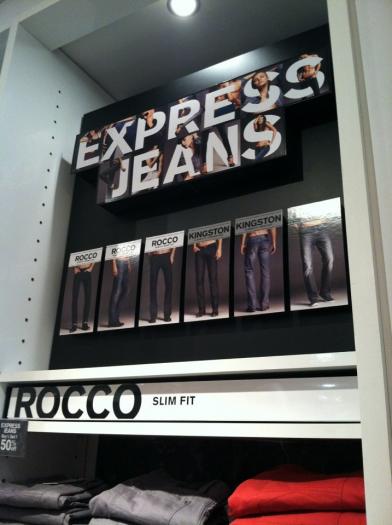 EXPRESS
JEANS
ROCCO
ROCCO
ROCCO
KINGSTON
KINGSTON
ROCCO SLIM FIT
EXPRESS
JEANS
50%